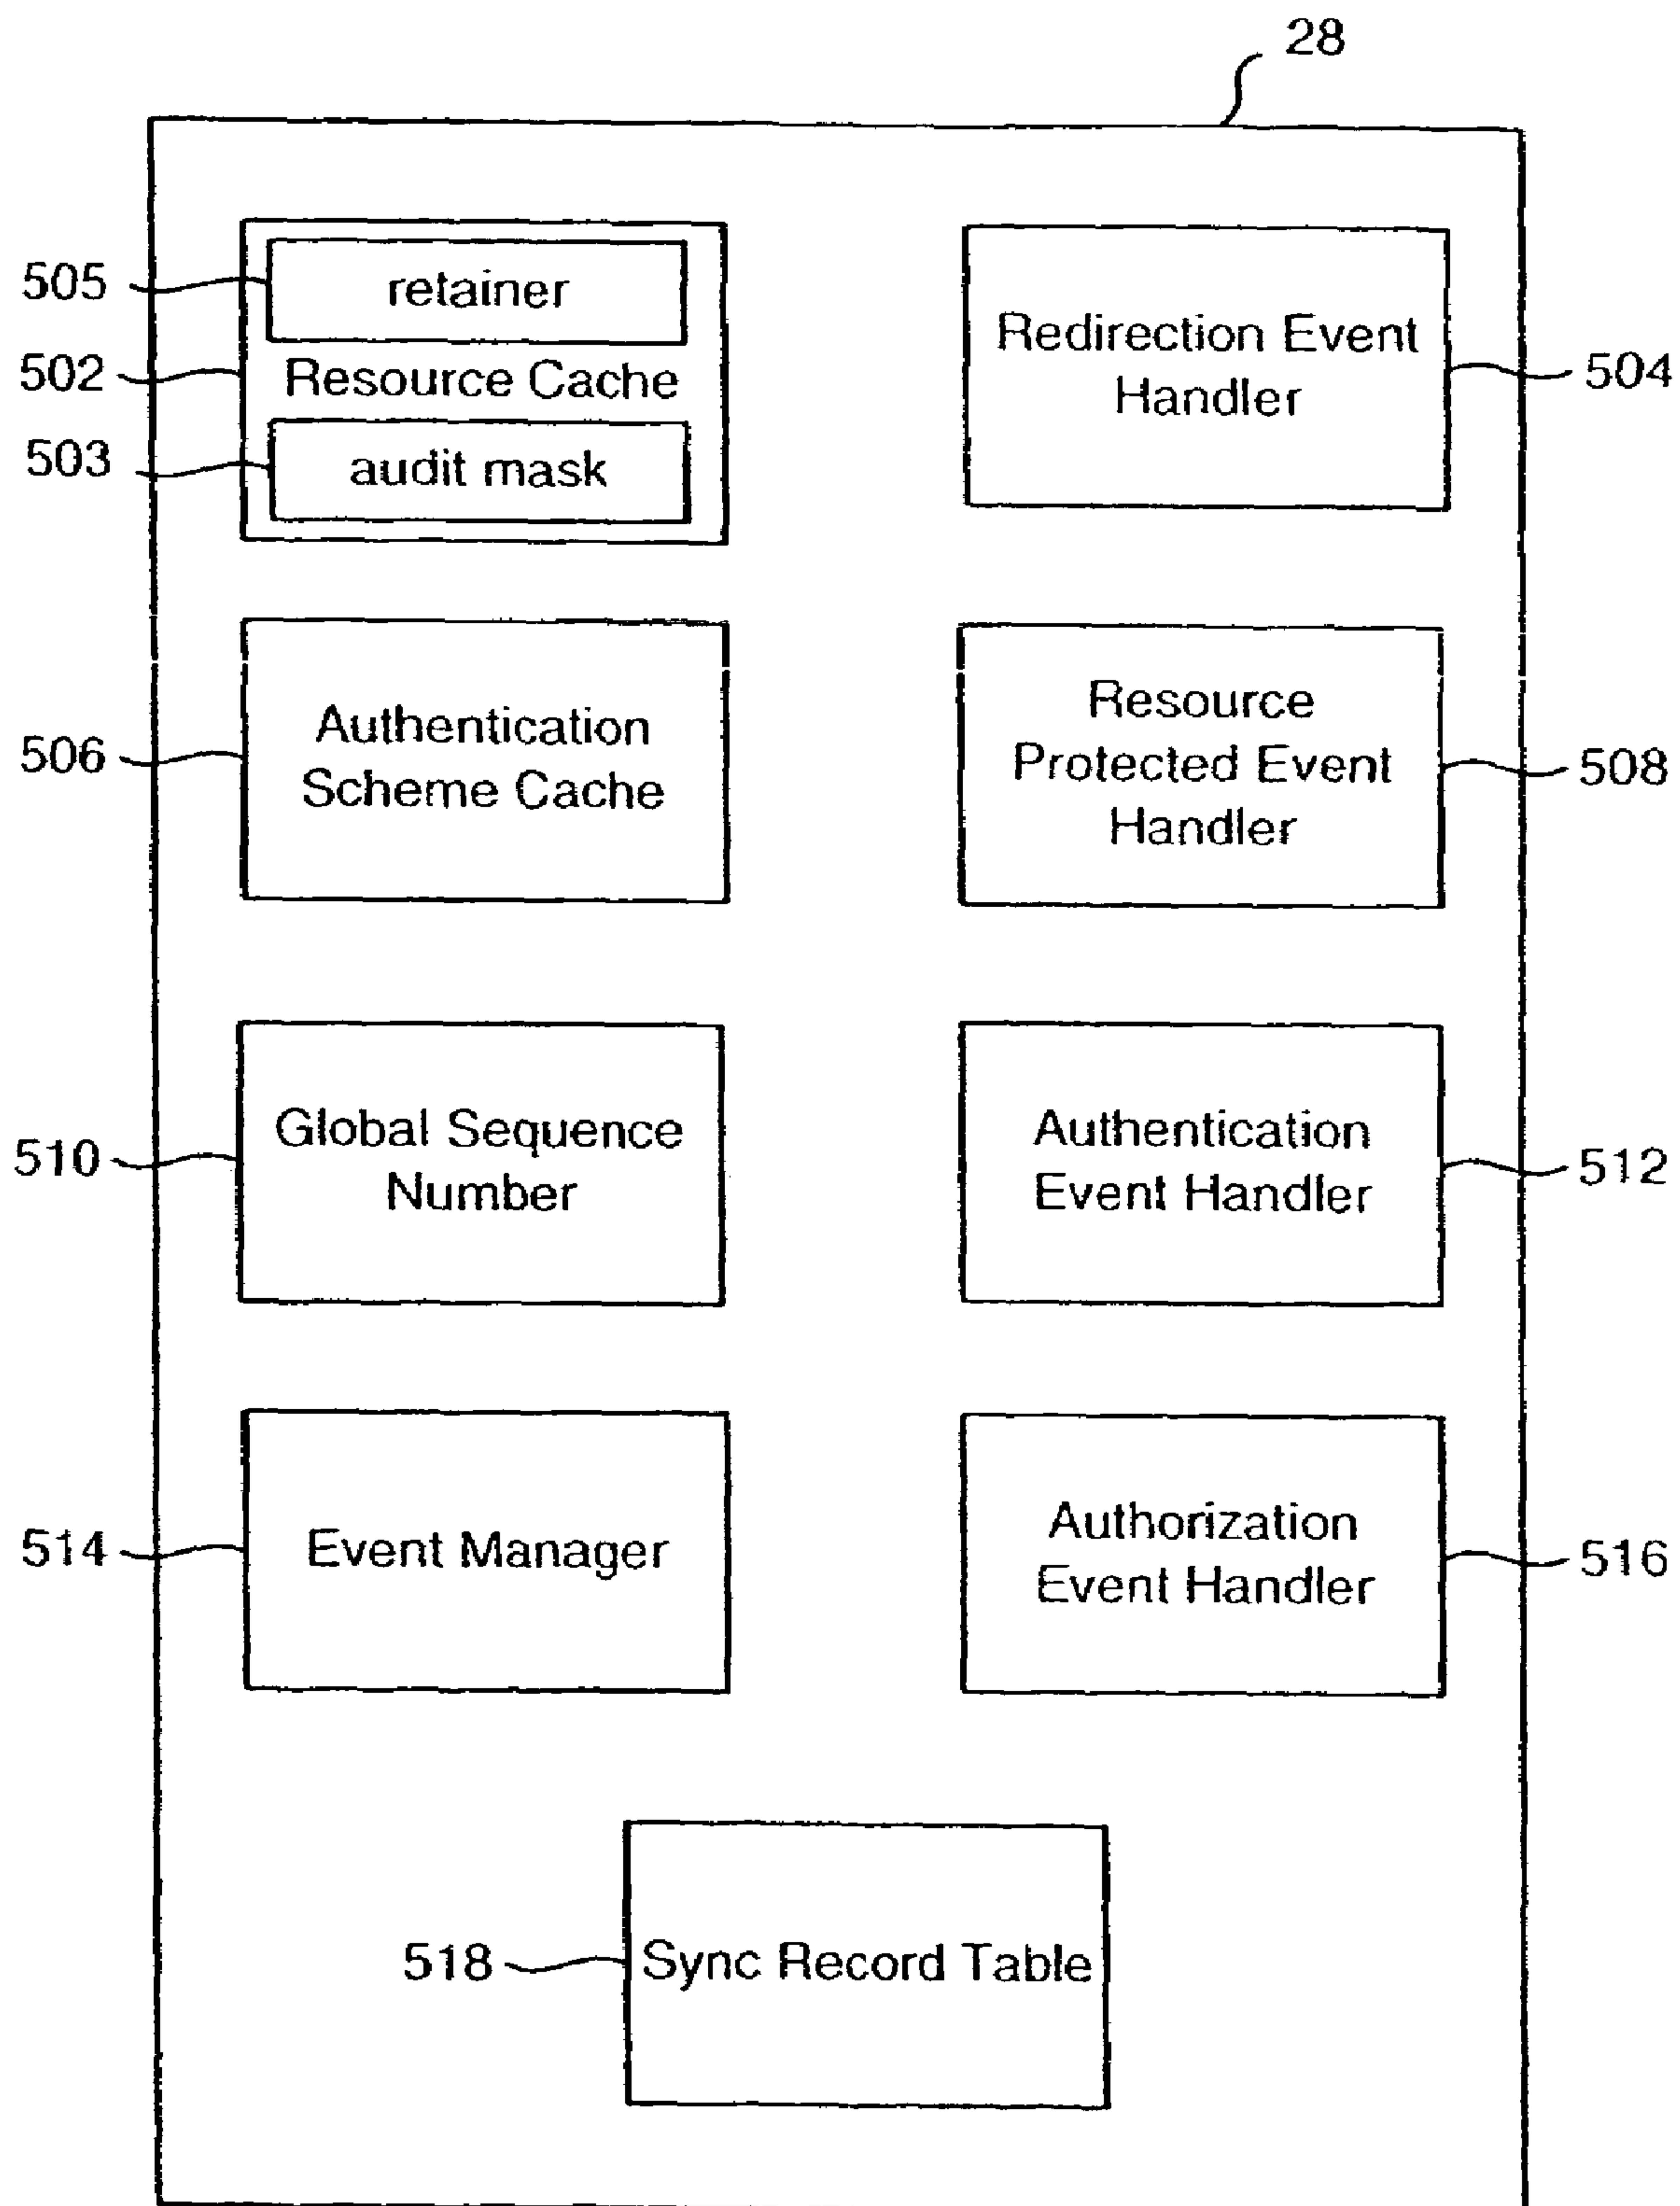 28
505
retainer
502
Resource Cache
503
audit mask
Redirection Event
Handler
504
506
Authentication
Scheme Cache
Resource
Protected Event
Handler
508
510
Global Sequence
Number
Authentication
Event Handler
512
514
Event Manager
Authorization
Event Handler
516
518
Sync Record Table